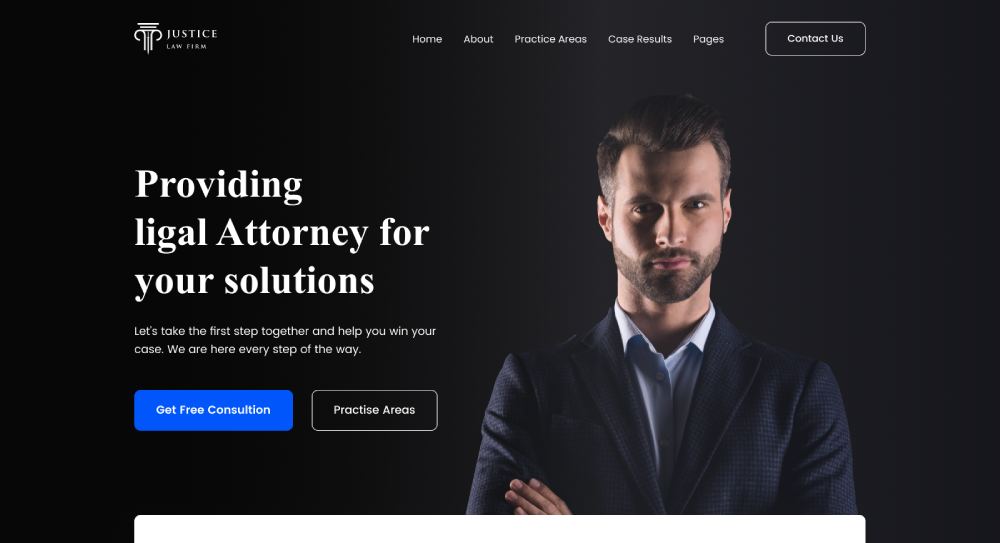 JUSTICE
LAW FIRM
Home About Practice Areas Case Results Pages Contact Us
Providing
ligal Attorney for
your solutions
Let's take the first step together and help you win your
case. We are here every step of the way.
Get Free Consultion Practise Areas